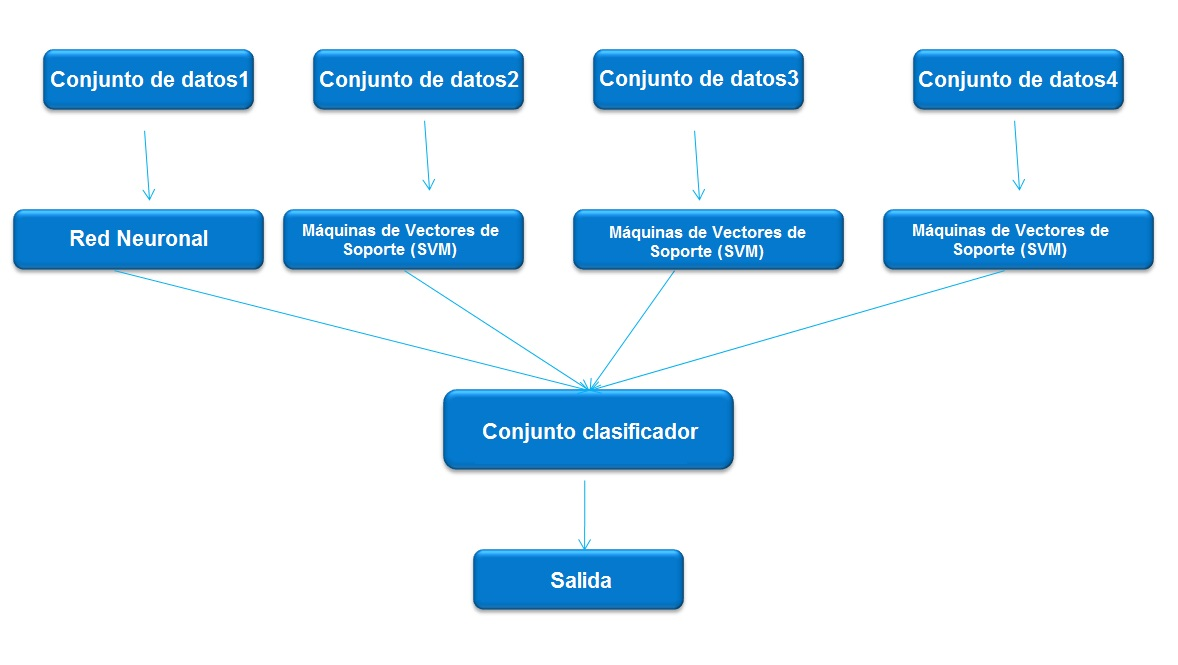 Conjunto de datos1
Conjunto de datos2
Conjunto de datos3
Conjunto de datos4
Red Neuronal
Máquinas de Vectores de
Soporte (SVM)
Máquinas de Vectores de
Soporte (SVM)
Máquinas de Vectores de
Soporte (SVM)
Conjunto clasificador
Salida